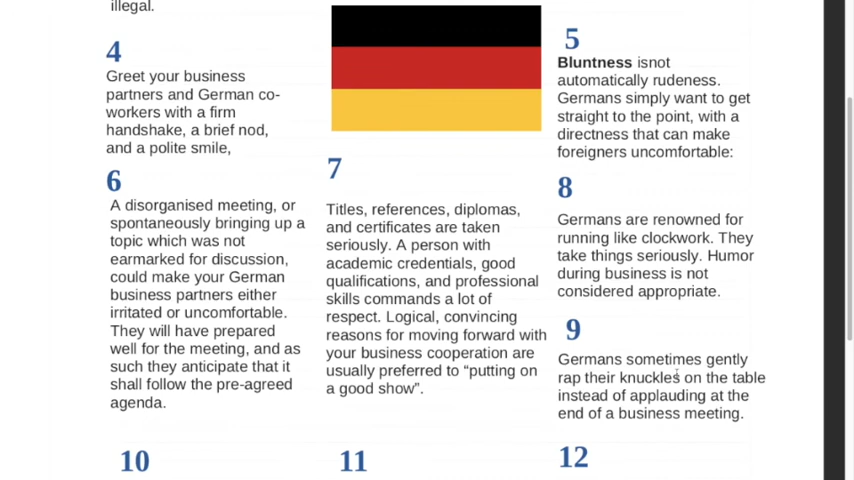 illegal.
4
Greet your business
partners and German co-
workers with a firm
handshake, a brief nod,
and a polite smile,
5
Bluntness isnot
automatically rudeness.
Germans simply want to get
straight to the point, with a
directness that can make
foreigners uncomfortable:
6
A disorganised meeting, or
spontaneously bringing up a
topic which was not
earmarked for discussion,
could make your German
business partners either
irritated or uncomfortable.
They will have prepared
well for the meeting, and as
such they anticipate that it
shall follow the pre-agreed
agenda.
7
Titles, references, diplomas,
and certificates are taken
seriously. A person with
academic credentials, good
qualifications, and professional
skills commands a lot of
respect. Logical, convincing
reasons for moving forward with
your business cooperation are
usually preferred to “putting on
a good show”.
8
Germans are renowned for
running like clockwork. They
take things seriously. Humor
during business is not
considered appropriate.
9
Germans sometimes gently
rap their knuckles on the table
instead of applauding at the
end of a business meeting.
10
11
12